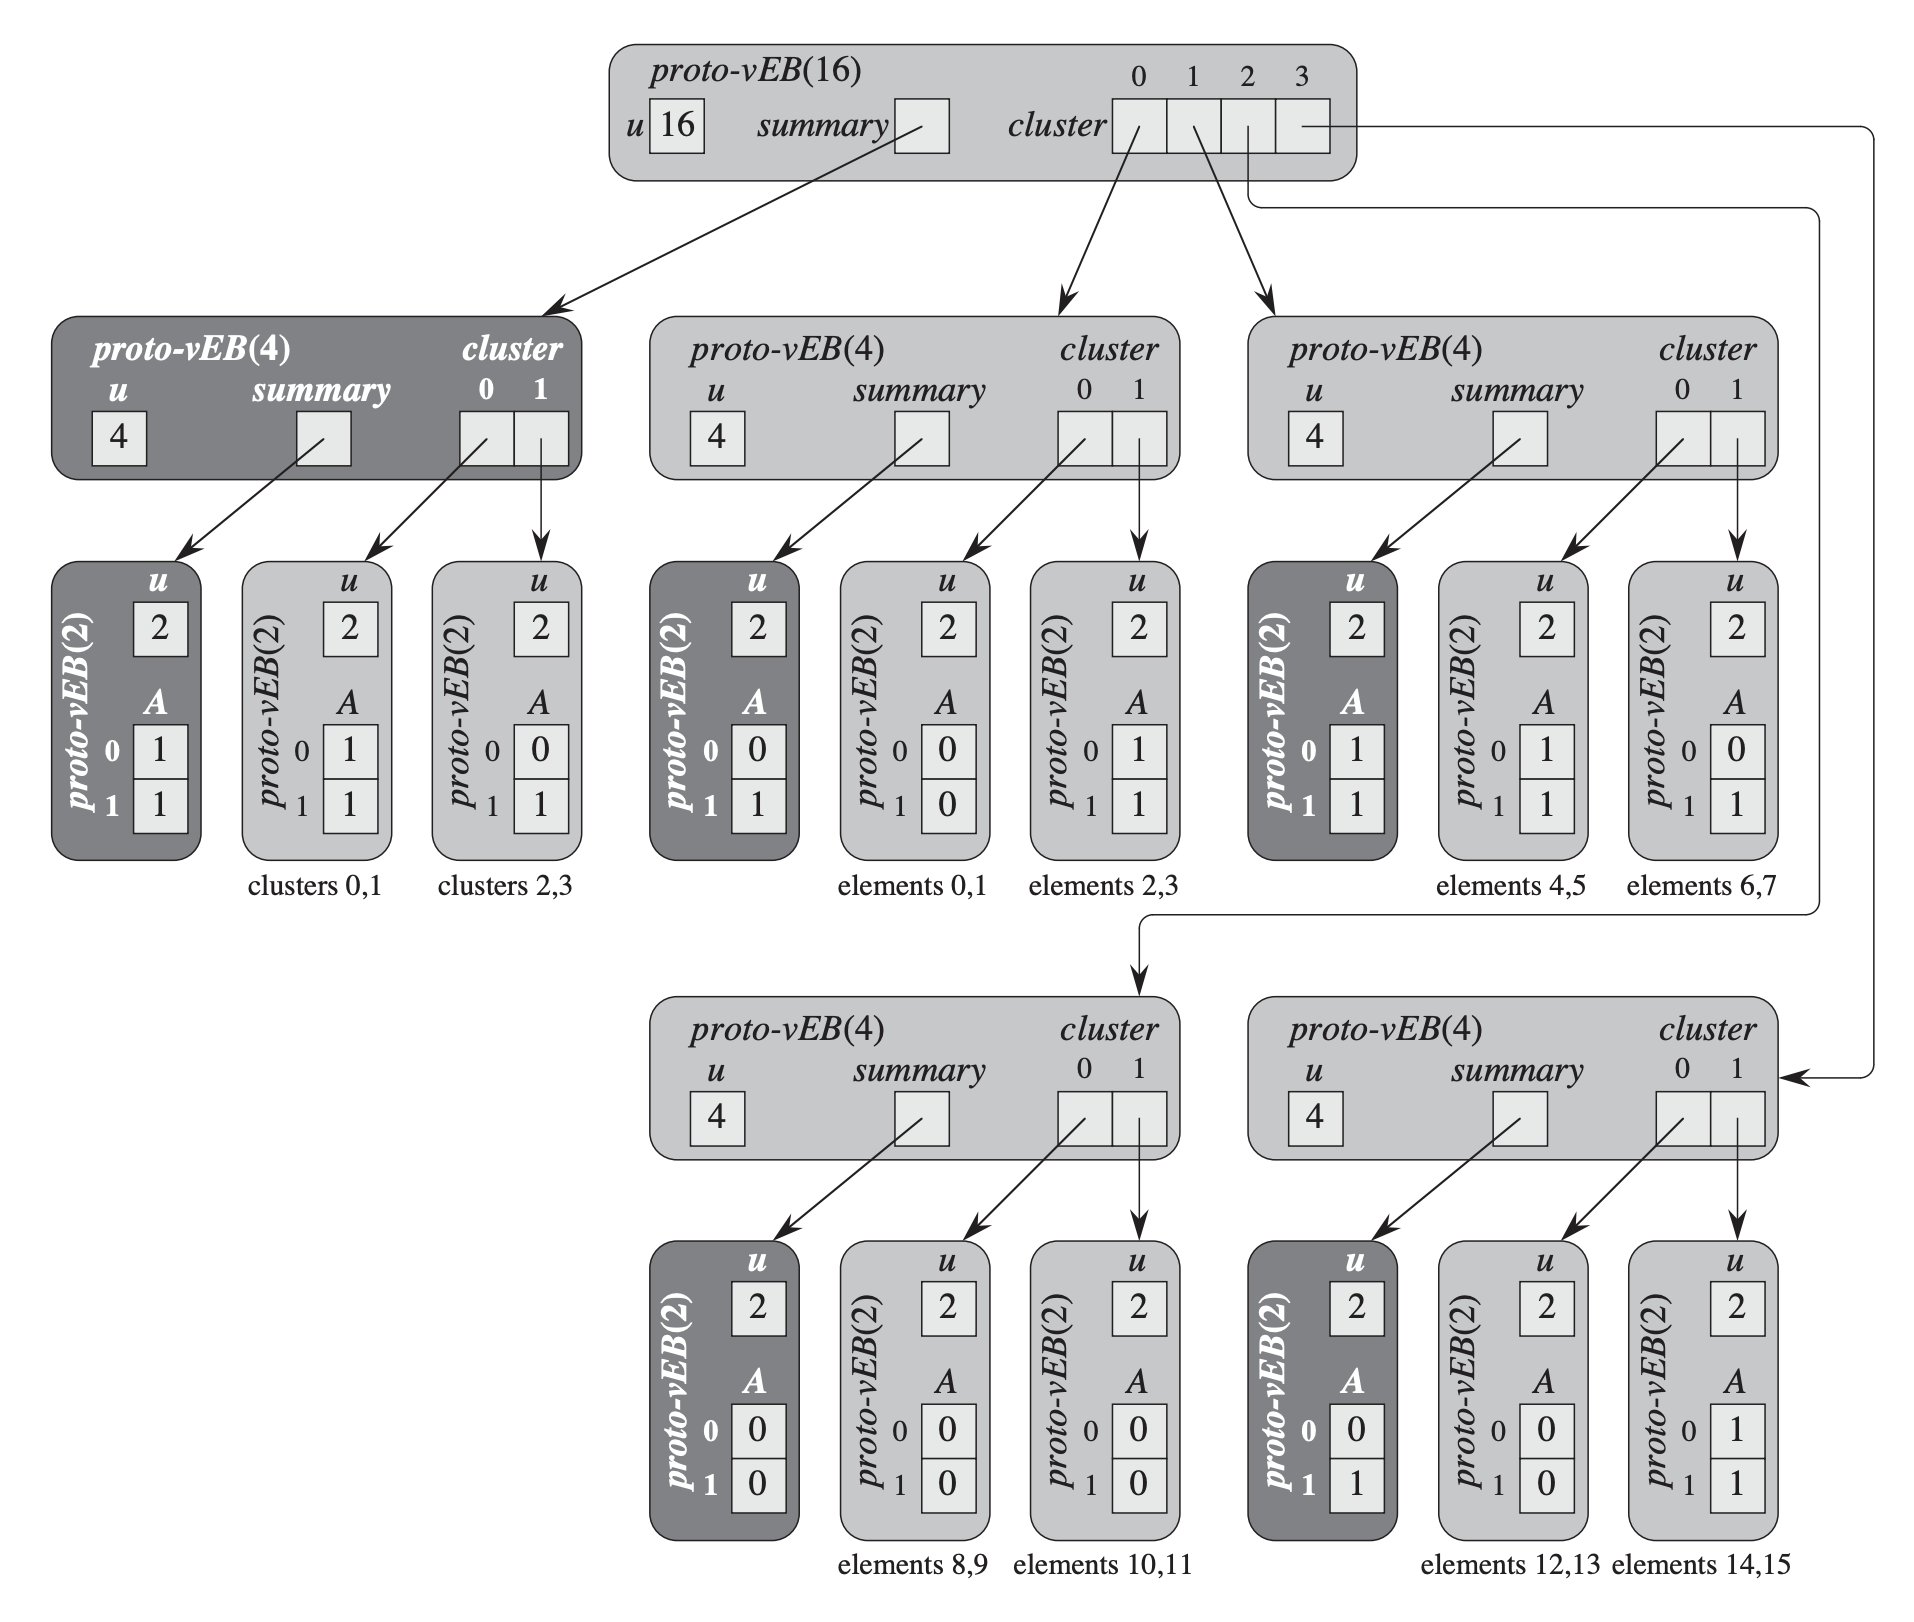 proto-vEB(16) 0 1 2 3
u 16 summary cluster
proto-vEB(4) cluster
u summary 0 1
4
proto-vEB(4) cluster
u summary 0 1
4
proto-vEB(4) cluster
u summary 0 1
4
proto-vEB(2)
u
2
A
0 1
1 1
proto-vEB(2)
u
2
A
0 1
1 1
clusters 0,1
proto-vEB(2)
u
2
A
0 0
1 1
clusters 2,3
proto-vEB(2)
u
2
A
0 0
1 1
proto-vEB(2)
u
2
A
0 0
1 0
elements 0,1
proto-vEB(2)
u
2
A
0 1
1 1
elements 2,3
proto-vEB(2)
u
2
A
0 1
1 1
proto-vEB(2)
u
2
A
0 1
1 1
elements 4,5
proto-vEB(2)
u
2
A
0 0
1 1
elements 6,7
proto-vEB(4) cluster
u summary 0 1
4
proto-vEB(4) cluster
u summary 0 1
4
proto-vEB(2)
u
2
A
0 0
1 0
proto-vEB(2)
u
2
A
0 0
1 0
elements 8,9
proto-vEB(2)
u
2
A
0 0
1 0
elements 10,11
proto-vEB(2)
u
2
A
0 0
1 1
proto-vEB(2)
u
2
A
0 0
1 0
elements 12,13
proto-vEB(2)
u
2
A
0 1
1 1
elements 14,15